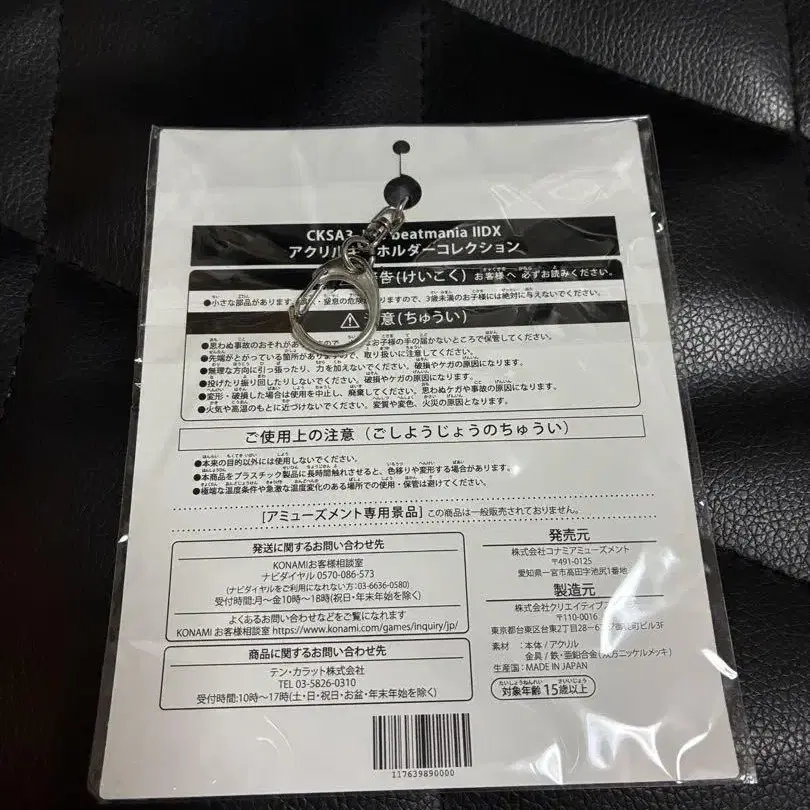 CKSA3 beatmania IIDX
アクリル ホルダーコレクション
告(けいこく) お客様へ 必ずお読みください。
●小さな部品があります。 ・窒息の危険 りますので、3歳未満のお子様には絶対に与えないでください。
注意(ちゅうい)
●思わぬ事故のおそれがありますので、 なお子様の手の届かないところで保管してください。
●先端がとがっている箇所がありますので、取り扱いに注意してください。
●無理な方向に引っ張ったり、力を加えないでください。破損やケガの原因になります。
●投げたり振り回したりしないでください。破損やケガの原因になります。
●変形・破損した場合は使用を中止し、廃棄してください。思わぬケガや事故の原因になります。
●火気や高温のもとに近づけないでください。変質や変色、火災の原因となります。
ご使用上の注意(ごしようじょうのちゅうい)
●本来の目的以外には使用しないでください。
●本商品をプラスチック製品に長時間触れさせると、色移りや変形する場合があります。
●極端な温度条件や急激な温度変化のある場所での使用・保管は避けてください。
[アミューズメント専用景品] この商品は一般販売されておりません。
発送に関するお問い合わせ先
KONAMIお客様相談室
ナビダイヤル 0570-086-573
(ナビダイヤルをご利用になれない方:03-6636-0580)
受付時間:月〜金10時〜18時(祝日・年末年始を除く)
よくあるお問い合わせなどをご覧になれます
KONAMI お客様相談室 https://www.konami.com/games/inquiry/jp/
商品に関するお問い合わせ先
テン・カラット株式会社
TEL 03-5826-0310
受付時間:10時〜17時(土・日・祝日・お盆・年末年始を除く)
発売元
株式会社コナミアミューズメント
〒491-0125
愛知県一宮市高田字池尻1番地
製造元
株式会社クリエイティブ
〒110-0016
東京都台東区台東2-28-6 ビル3F
素材 : 本体/アクリル
金具/鉄・亜鉛合金( ニッケルメッキ)
生産国: MADE IN JAPAN
対象年齢 15歳以上
117639890000